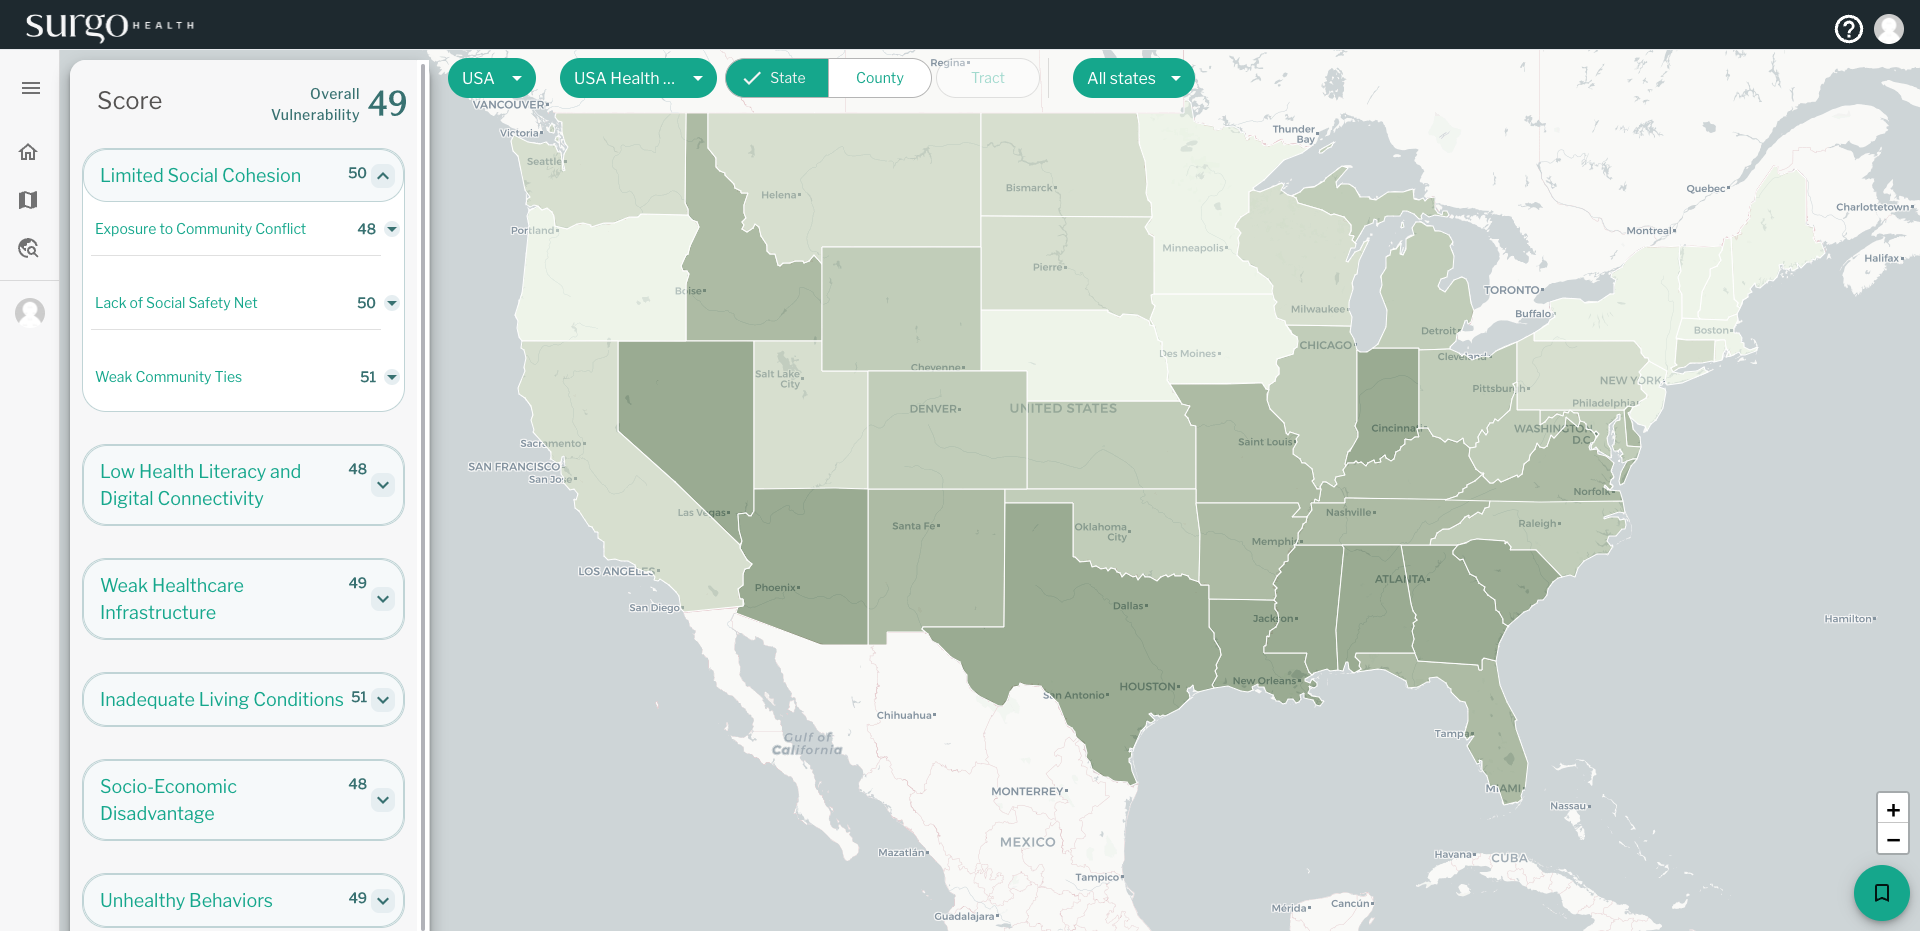 surgo HEALTH
Score
Overall
Vulnerability
49
Limited Social Cohesion 50
Exposure to Community Conflict 48
Lack of Social Safety Net 50
Weak Community Ties 51
Low Health Literacy and
Digital Connectivity
48
Weak Healthcare
Infrastructure
49
Inadequate Living Conditions 51
Socio-Economic
Disadvantage
48
Unhealthy Behaviors 49
USA
USA Health ...
State
County
Tract
All states
Regina
VANCOUVER
Victoria
Seattle
Portland
Helena
Bismarck
Boise
Pierre
Minneapolis
Thunder
Bay
Quebec
Charlottetown
Montreal
Halifax
TORONTO
Buffalo
Milwaukee
Detroit
Boston
CHICAGO
Cleveland
Des Moines
Cheyenne
Salt Lake
City
NEW YORK
Pittsburgh
Philadelphia
DENVER
UNITED STATES
Cincinnati
WASHINGTON
D.C.
Sacramento
Saint Louis
SAN FRANCISCO
San Jose
Norfolk
Las Vegas
Santa Fe
Oklahoma
City
Nashville
Raleigh
Memphis
LOS ANGELES
Phoenix
ATLANTA
San Diego
Dallas
Jackson
Hamilton
New Orleans
HOUSTON
San Antonio
Chihuahua
Gulf of
California
Tampa
MIAMI
MONTERREY
Nassau
MEXICO
Mazatlán
Havana
CUBA
Tampico
Mérida
Cancún
Guadalajara
+
−